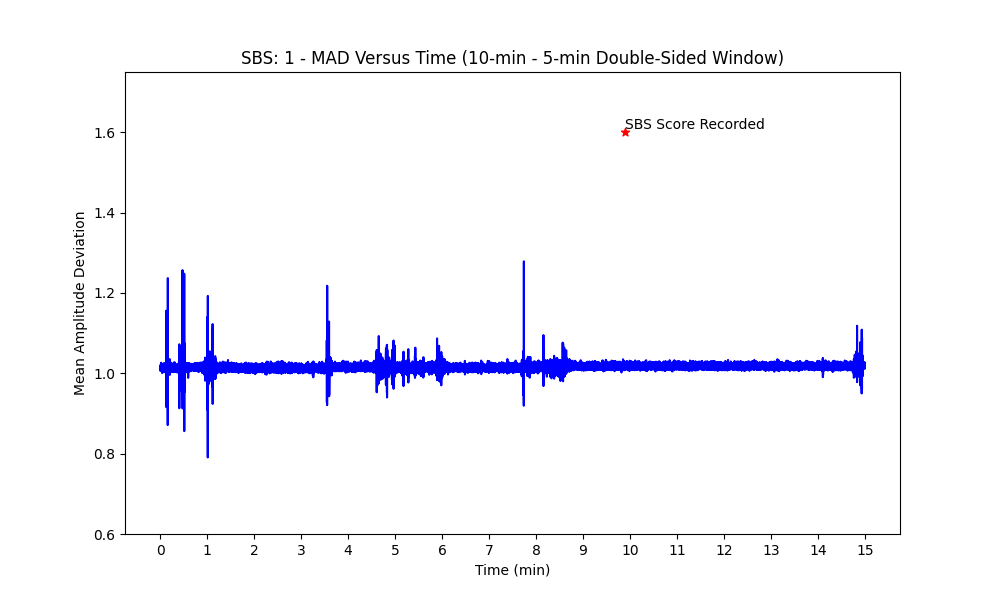 SBS: 1 - MAD Versus Time (10-min - 5-min Double-Sided Window)
SBS Score Recorded
Mean Amplitude Deviation
1.6
1.4
1.2
1.0
0.8
0.6
0 1 2 3 4 5 6 7 8 9 10 11 12 13 14 15
Time (min)